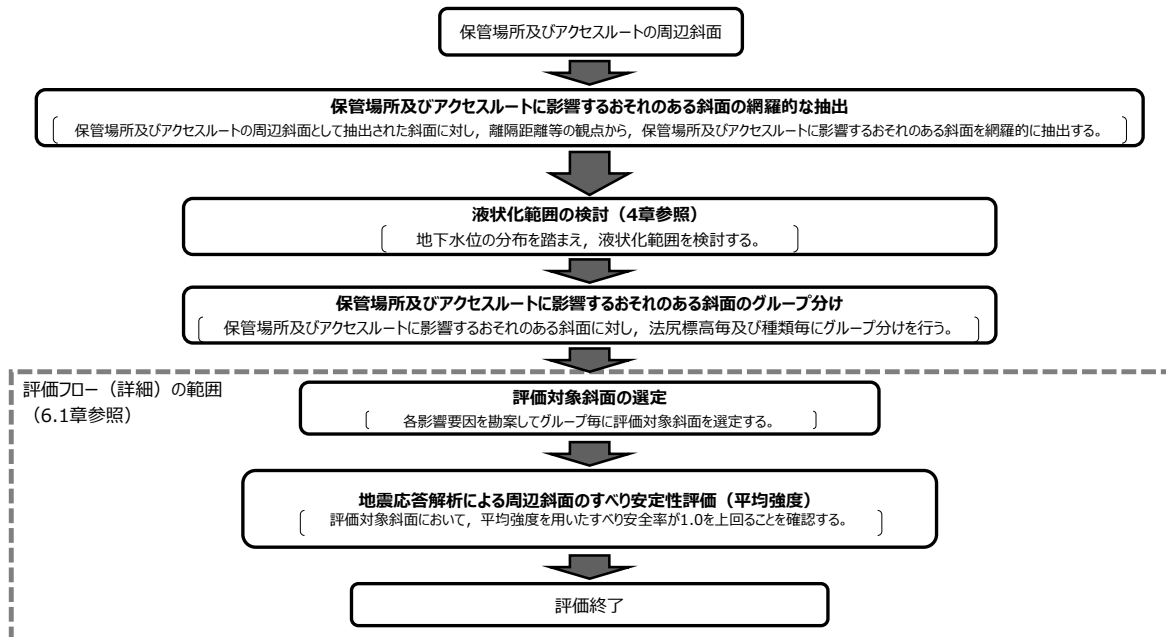 保管場所及びアクセスルートの周辺斜面
保管場所及びアクセスルートに影響するおそれのある斜面の網羅的な抽出
保管場所及びアクセスルートの周辺斜面として抽出された斜面に対し，離隔距離等の観点から，保管場所及びアクセスルートに影響するおそれのある斜面を網羅的に抽出する。
液状化範囲の検討（4章参照）
地下水位の分布を踏まえ，液状化範囲を検討する。
保管場所及びアクセスルートに影響するおそれのある斜面のグループ分け
保管場所及びアクセスルートに影響するおそれのある斜面に対し，法尻標高毎及び種類毎にグループ分けを行う。
評価フロー（詳細）の範囲
（6.1章参照）
評価対象斜面の選定
各影響要因を勘案してグループ毎に評価対象斜面を選定する。
地震応答解析による周辺斜面のすべり安定性評価（平均強度）
評価対象斜面において，平均強度を用いたすべり安全率が1.0を上回ることを確認する。
評価終了